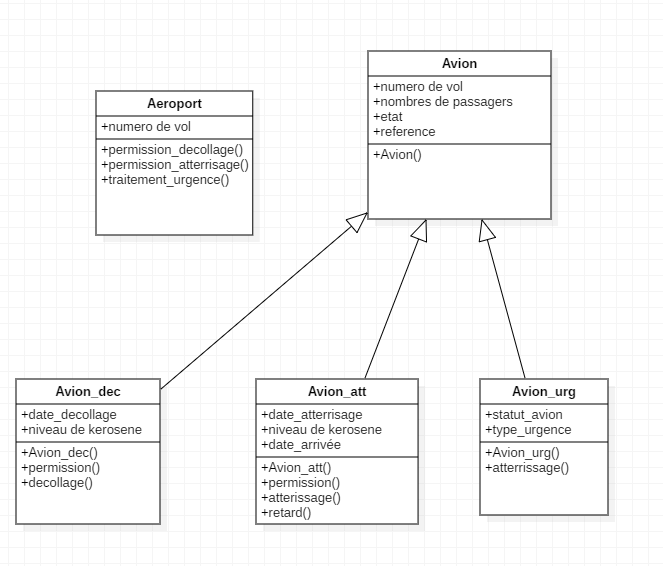 Aeroport
+numero de vol
+permission_decollage()
+permission_atterrisage()
+traitement_urgence()
Avion
+numero de vol
+nombres de passagers
+etat
+reference
+Avion()
Avion_dec
+date_decollage
+niveau de kerosene
+Avion_dec()
+permission()
+decollage()
Avion_att
+date_atterrisage
+niveau de kerosene
+date_arrivée
+Avion_att()
+permission()
+atterissage()
+retard()
Avion_urg
+statut_avion
+type_urgence
+Avion_urg()
+atterrissage()